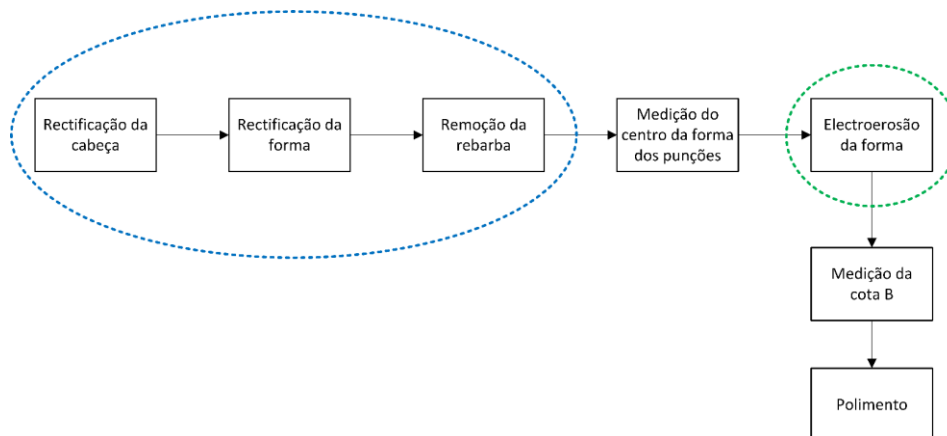 Rectificação da
cabeça
Rectificação da
forma
Remoção da
rebarba
Medição do
centro da forma
dos punções
Electroerosão
da forma
Medição da
cota B
Polimento